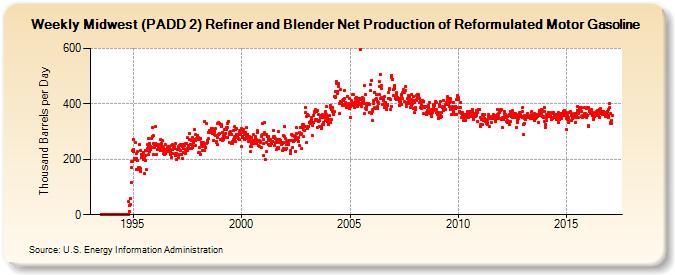 Weekly Midwest (PADD 2) Refiner and Blender Net Production of Reformulated Motor Gasoline
Thousand Barrels per Day
600
400
200
0
1995 2000 2005 2010 2015
Source: U.S. Energy Information Administration